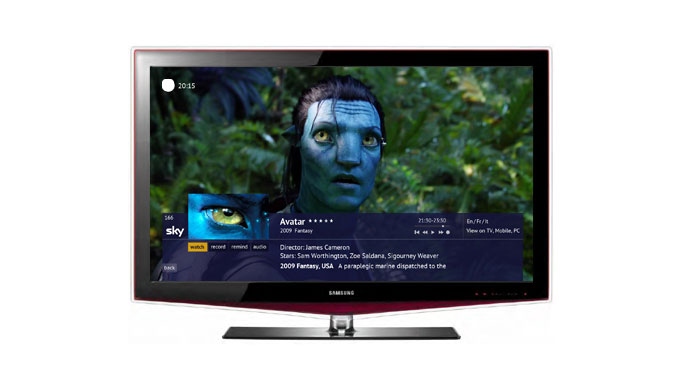 20:15
166
sky
Avatar ★★★★★
2009 Fantasy
21:30-23:30
En / Fr / It
View on TV, Mobile, PC
watch record remind audio
Director: James Cameron
Stars: Sam Worthington, Zoe Saldana, Sigourney Weaver
2009 Fantasy, USA A paraplegic marine dispatched to the
back
SAMSUNG